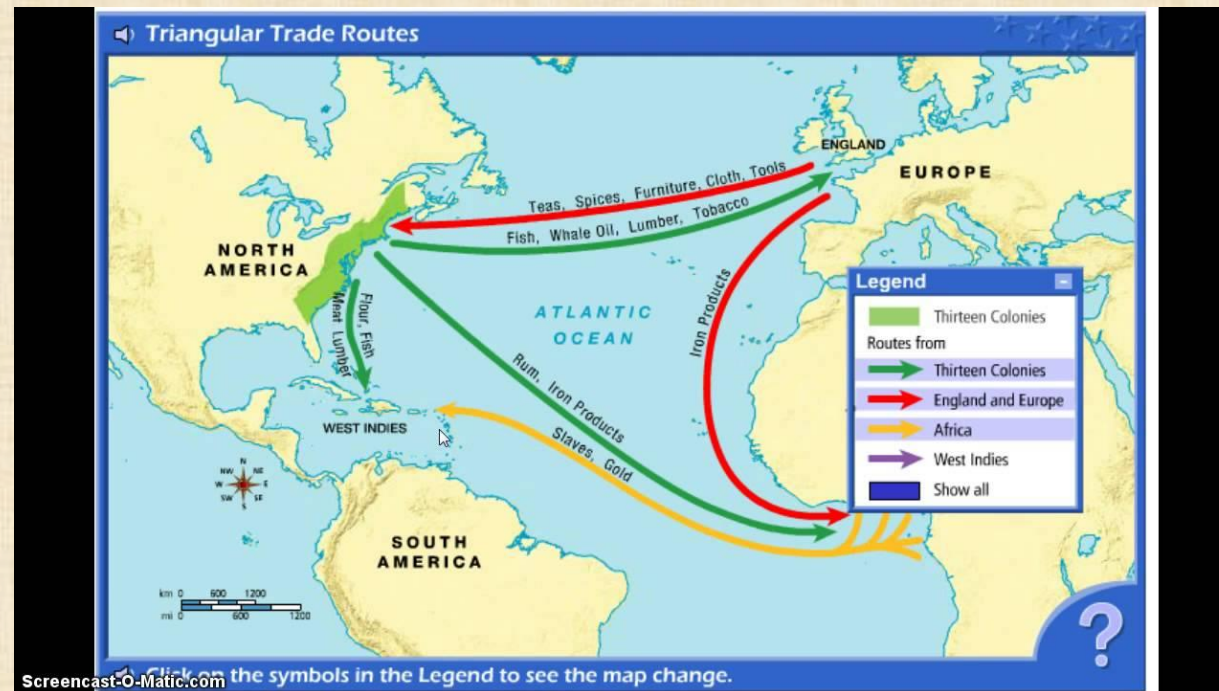 Triangular Trade Routes
ENGLAND
EUROPE
Teas, Spices, Furniture, Cloth, Tools
Fish, Whale Oil, Lumber, Tobacco
NORTH
AMERICA
Flour, Fish
Meat Lumber
ATLANTIC
OCEAN
Iron Products
Rum, Iron Products
Slaves, Gold
WEST INDIES
SOUTH
AMERICA
Legend
Thirteen Colonies
Routes from
Thirteen Colonies
England and Europe
Africa
West Indies
Show all
N
NW NE
W E
SW SE
S
km 0 600 1200
mi 0 600 1200
?
Click on the symbols in the Legend to see the map change.
Screencast-O-Matic.com